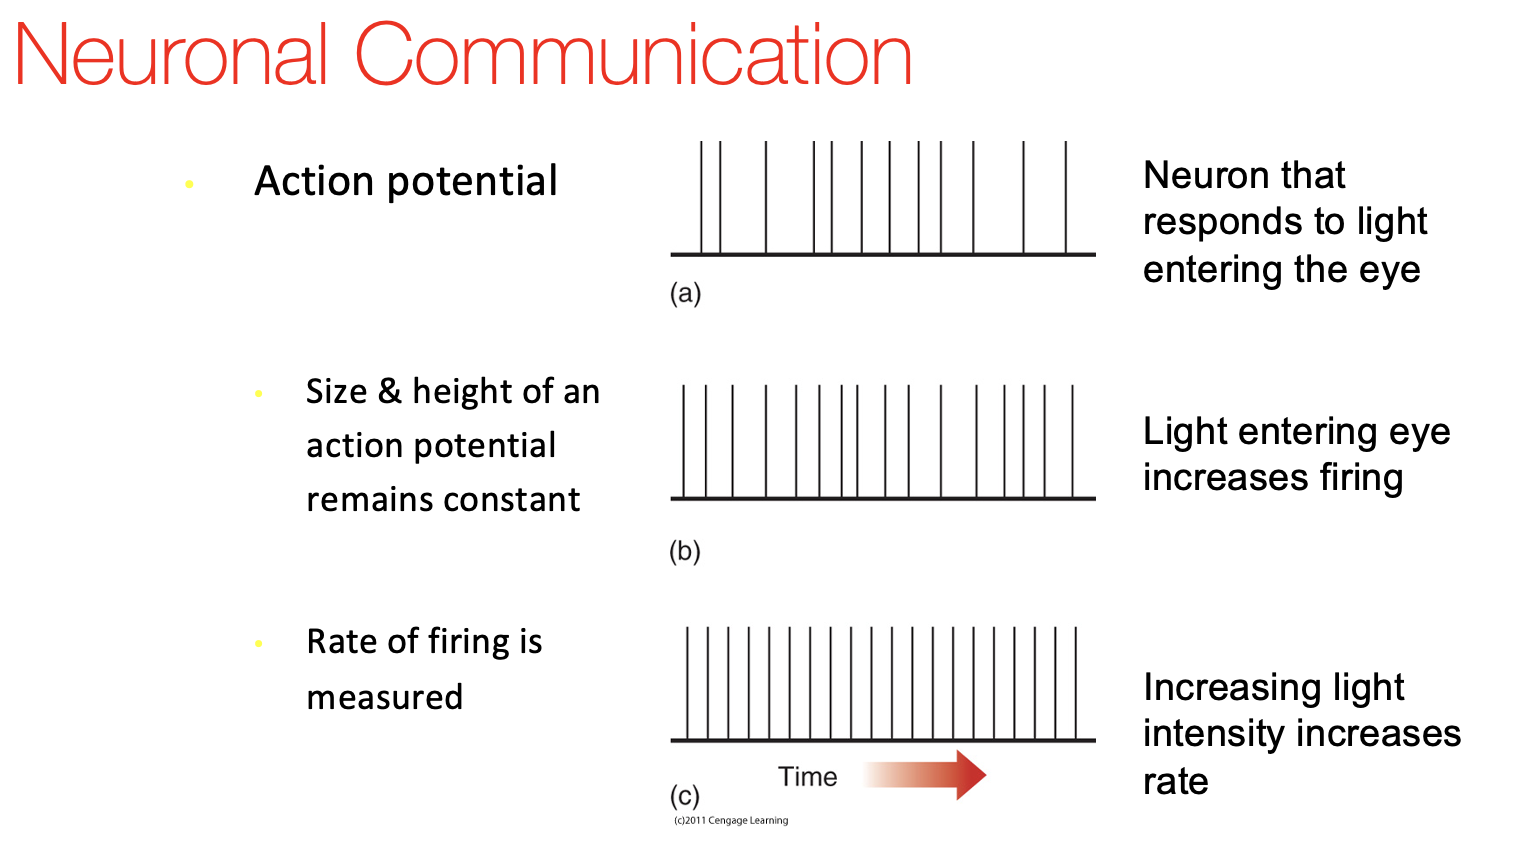 Neuronal Communication
• Action potential
(a)
Neuron that
responds to light
entering the eye
• Size & height of an
action potential
remains constant
(b)
Light entering eye
increases firing
• Rate of firing is
measured
Time
(c)
(c)2011 Cengage Learning
Increasing light
intensity increases
rate